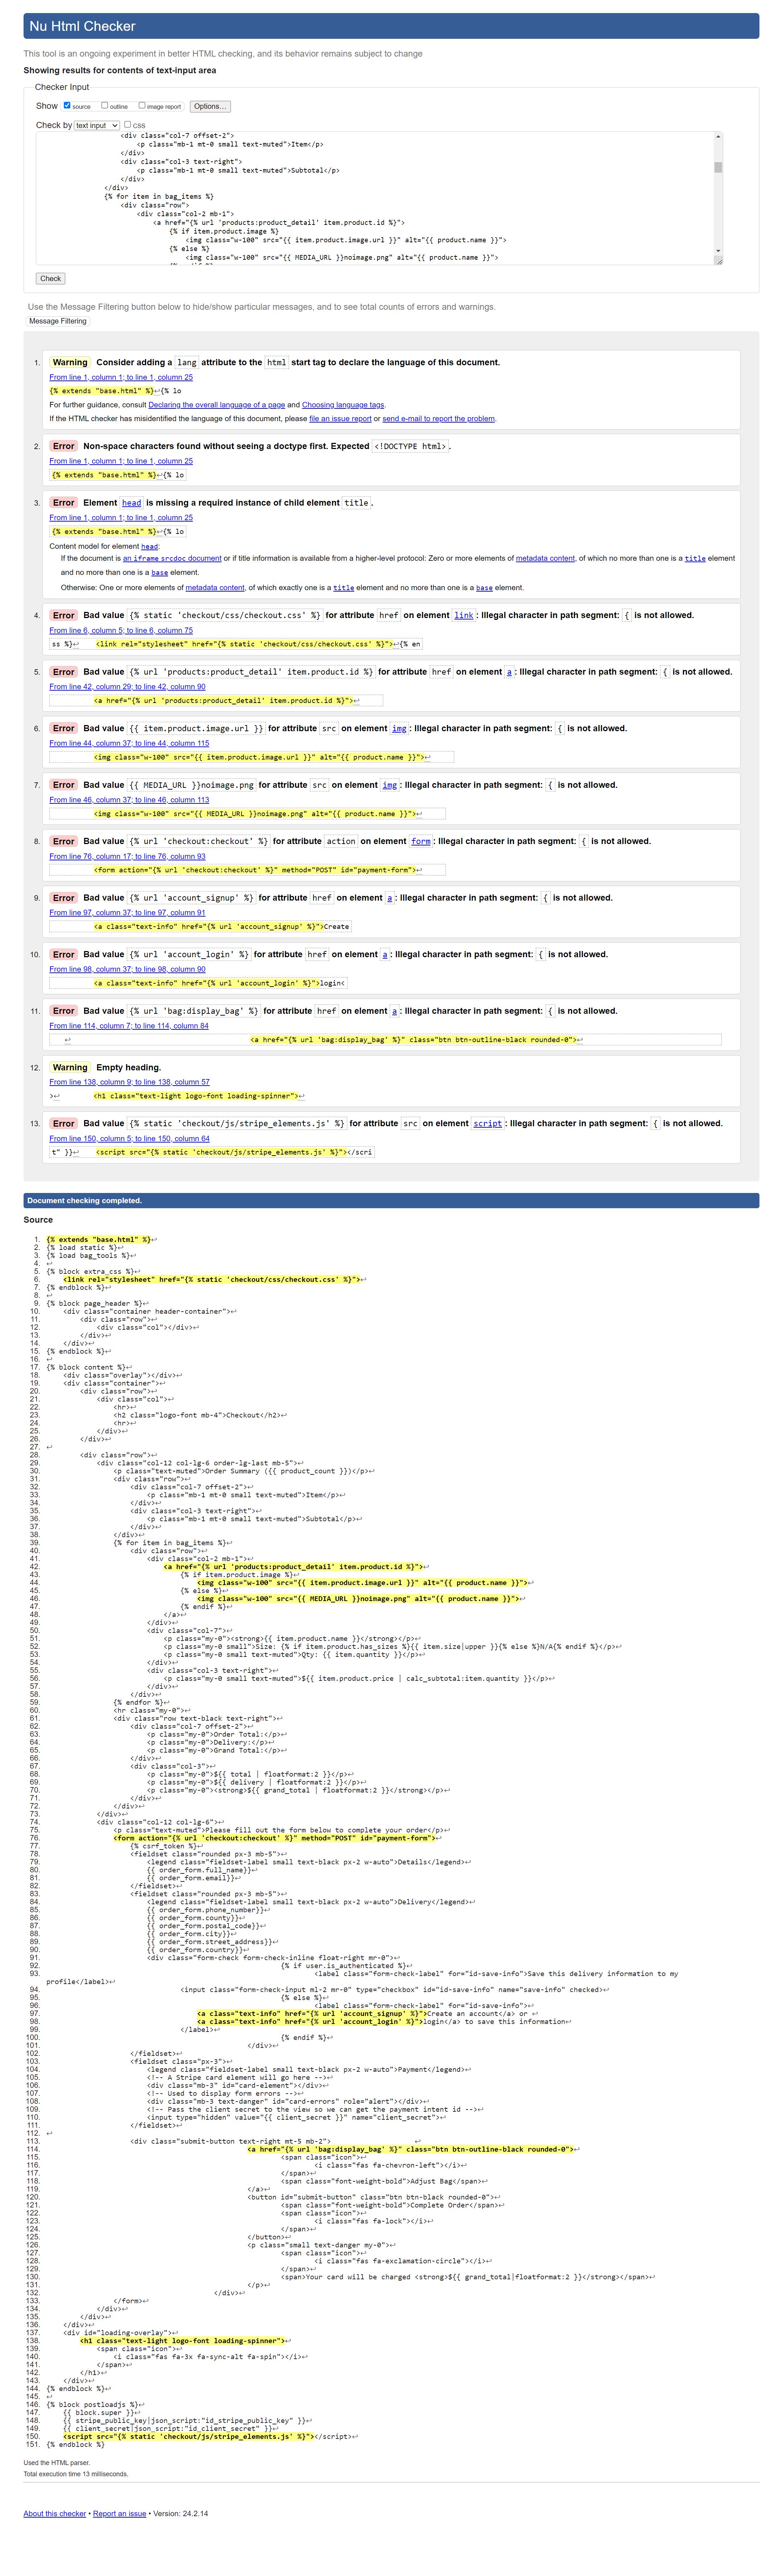 Nu Html Checker
This tool is an ongoing experiment in better HTML checking, and its behavior remains subject to change
Showing results for contents of text-input area
Checker Input
Show source outline image report Options...
Check by text input css
<div class="col-7 offset-2">
<p class="mb-1 mt-0 small text-muted">Item</p>
</div>
<div class="col-3 text-right">
<p class="mb-1 mt-0 small text-muted">Subtotal</p>
</div>
</div>
{% for item in bag_items %}
<div class="row">
<div class="col-2 mb-1">
<a href="{% url 'products:product_detail' item.product.id %}">
{% if item.product.image %}
<img class="w-100" src="{{ item.product.image.url }}" alt="{{ product.name }}">
{% else %}
<img class="w-100" src="{{ MEDIA_URL }}noimage.png" alt="{{ product.name }}">
Check
Use the Message Filtering button below to hide/show particular messages, and to see total counts of errors and warnings.
Message Filtering
1. Warning Consider adding a lang attribute to the html start tag to declare the language of this document.
From line 1, column 1; to line 1, column 25
{% extends "base.html" %}↩{% lo
For further guidance, consult Declaring the overall language of a page and Choosing language tags.
If the HTML checker has misidentified the language of this document, please file an issue report or send e-mail to report the problem.
2. Error Non-space characters found without seeing a doctype first. Expected <!DOCTYPE html>.
From line 1, column 1; to line 1, column 25
{% extends "base.html" %}↩{% lo
3. Error Element head is missing a required instance of child element title.
From line 1, column 1; to line 1, column 25
{% extends "base.html" %}↩{% lo
Content model for element head:
If the document is an iframe srcdoc document or if title information is available from a higher-level protocol: Zero or more elements of metadata content, of which no more than one is a title element
and no more than one is a base element.
Otherwise: One or more elements of metadata content, of which exactly one is a title element and no more than one is a base element.
4. Error Bad value {% static 'checkout/css/checkout.css' %} for attribute href on element link: Illegal character in path segment: { is not allowed.
From line 6, column 5; to line 6, column 75
ss %}↩ <link rel="stylesheet" href="{% static 'checkout/css/checkout.css' %}">↩{% en
5. Error Bad value {% url 'products:product_detail' item.product.id %} for attribute href on element a: Illegal character in path segment: { is not allowed.
From line 42, column 29; to line 42, column 90
<a href="{% url 'products:product_detail' item.product.id %}">↩
6. Error Bad value {{ item.product.image.url }} for attribute src on element img: Illegal character in path segment: { is not allowed.
From line 44, column 37; to line 44, column 115
<img class="w-100" src="{{ item.product.image.url }}" alt="{{ product.name }}">↩
7. Error Bad value {{ MEDIA_URL }}noimage.png for attribute src on element img: Illegal character in path segment: { is not allowed.
From line 46, column 37; to line 46, column 113
<img class="w-100" src="{{ MEDIA_URL }}noimage.png" alt="{{ product.name }}">↩
8. Error Bad value {% url 'checkout:checkout' %} for attribute action on element form: Illegal character in path segment: { is not allowed.
From line 76, column 17; to line 76, column 93
<form action="{% url 'checkout:checkout' %}" method="POST" id="payment-form">↩
9. Error Bad value {% url 'account_signup' %} for attribute href on element a: Illegal character in path segment: { is not allowed.
From line 97, column 37; to line 97, column 91
<a class="text-info" href="{% url 'account_signup' %}">Create
10. Error Bad value {% url 'account_login' %} for attribute href on element a: Illegal character in path segment: { is not allowed.
From line 98, column 37; to line 98, column 90
<a class="text-info" href="{% url 'account_login' %}">login<
11. Error Bad value {% url 'bag:display_bag' %} for attribute href on element a: Illegal character in path segment: { is not allowed.
From line 114, column 7; to line 114, column 84
↩ <a href="{% url 'bag:display_bag' %}" class="btn btn-outline-black rounded-0">↩
12. Warning Empty heading.
From line 138, column 9; to line 138, column 57
>↩ <h1 class="text-light logo-font loading-spinner">↩
13. Error Bad value {% static 'checkout/js/stripe_elements.js' %} for attribute src on element script: Illegal character in path segment: { is not allowed.
From line 150, column 5; to line 150, column 64
t" }}↩ <script src="{% static 'checkout/js/stripe_elements.js' %}"></scri
Document checking completed.
Source
1. {% extends "base.html" %}↩
2. {% load static %}↩
3. {% load bag_tools %}↩
4. ↩
5. {% block extra_css %}↩
6. <link rel="stylesheet" href="{% static 'checkout/css/checkout.css' %}">↩
7. {% endblock %}↩
8. ↩
9. {% block page_header %}↩
10. <div class="container header-container">↩
11. <div class="row">↩
12. <div class="col"></div>↩
13. </div>↩
14. </div>↩
15. {% endblock %}↩
16. ↩
17. {% block content %}↩
18. <div class="overlay"></div>↩
19. <div class="container">↩
20. <div class="row">↩
21. <div class="col">↩
22. <hr>↩
23. <h2 class="logo-font mb-4">Checkout</h2>↩
24. <hr>↩
25. </div>↩
26. </div>↩
27. ↩
28. <div class="row">↩
29. <div class="col-12 col-lg-6 order-lg-last mb-5">↩
30. <p class="text-muted">Order Summary ({{ product_count }})</p>↩
31. <div class="row">↩
32. <div class="col-7 offset-2">↩
33. <p class="mb-1 mt-0 small text-muted">Item</p>↩
34. </div>↩
35. <div class="col-3 text-right">↩
36. <p class="mb-1 mt-0 small text-muted">Subtotal</p>↩
37. </div>↩
38. </div>↩
39. {% for item in bag_items %}↩
40. <div class="row">↩
41. <div class="col-2 mb-1">↩
42. <a href="{% url 'products:product_detail' item.product.id %}">↩
43. {% if item.product.image %}↩
44. <img class="w-100" src="{{ item.product.image.url }}" alt="{{ product.name }}">↩
45. {% else %}↩
46. <img class="w-100" src="{{ MEDIA_URL }}noimage.png" alt="{{ product.name }}">↩
47. {% endif %}↩
48. </a>↩
49. </div>↩
50. <div class="col-7">↩
51. <p class="my-0"><strong>{{ item.product.name }}</strong></p>↩
52. <p class="my-0 small">Size: {% if item.product.has_sizes %}{{ item.size|upper }}{% else %}N/A{% endif %}</p>↩
53. <p class="my-0 small text-muted">Qty: {{ item.quantity }}</p>↩
54. </div>↩
55. <div class="col-3 text-right">↩
56. <p class="my-0 small text-muted">${{ item.product.price | calc_subtotal:item.quantity }}</p>↩
57. </div>↩
58. </div>↩
59. {% endfor %}↩
60. <hr class="my-0">↩
61. <div class="row text-black text-right">↩
62. <div class="col-7 offset-2">↩
63. <p class="my-0">Order Total:</p>↩
64. <p class="my-0">Delivery:</p>↩
65. <p class="my-0">Grand Total:</p>↩
66. </div>↩
67. <div class="col-3">↩
68. <p class="my-0">${{ total | floatformat:2 }}</p>↩
69. <p class="my-0">${{ delivery | floatformat:2 }}</p>↩
70. <p class="my-0"><strong>${{ grand_total | floatformat:2 }}</strong></p>↩
71. </div>↩
72. </div>↩
73. </div>↩
74. <div class="col-12 col-lg-6">↩
75. <p class="text-muted">Please fill out the form below to complete your order</p>↩
76. <form action="{% url 'checkout:checkout' %}" method="POST" id="payment-form">↩
77. {% csrf_token %}↩
78. <fieldset class="rounded px-3 mb-5">↩
79. <legend class="fieldset-label small text-black px-2 w-auto">Details</legend>↩
80. {{ order_form.full_name}}↩
81. {{ order_form.email}}↩
82. </fieldset>↩
83. <fieldset class="rounded px-3 mb-5">↩
84. <legend class="fieldset-label small text-black px-2 w-auto">Delivery</legend>↩
85. {{ order_form.phone_number}}↩
86. {{ order_form.county}}↩
87. {{ order_form.postal_code}}↩
88. {{ order_form.city}}↩
89. {{ order_form.street_address}}↩
90. {{ order_form.country}}↩
91. <div class="form-check form-check-inline float-right mr-0">↩
92. {% if user.is_authenticated %}↩
93. <label class="form-check-label" for="id-save-info">Save this delivery information to my
profile</label>↩
94. <input class="form-check-input ml-2 mr-0" type="checkbox" id="id-save-info" name="save-info" checked>↩
95. {% else %}↩
96. <label class="form-check-label" for="id-save-info">↩
97. <a class="text-info" href="{% url 'account_signup' %}">Create an account</a> or ↩
98. <a class="text-info" href="{% url 'account_login' %}">login</a> to save this information↩
99. </label>↩
100. {% endif %}↩
101. </div>↩
102. </fieldset>↩
103. <fieldset class="px-3">↩
104. <legend class="fieldset-label small text-black px-2 w-auto">Payment</legend>↩
105. <!-- A Stripe card element will go here -->↩
106. <div class="mb-3" id="card-element"></div>↩
107. <!-- Used to display form errors -->↩
108. <div class="mb-3 text-danger" id="card-errors" role="alert"></div>↩
109. <!-- Pass the client secret to the view so we can get the payment intent id -->↩
110. <input type="hidden" value="{{ client_secret }}" name="client_secret">↩
111. </fieldset>↩
112. ↩
113. <div class="submit-button text-right mt-5 mb-2"> ↩
114. <a href="{% url 'bag:display_bag' %}" class="btn btn-outline-black rounded-0">↩
115. <span class="icon">↩
116. <i class="fas fa-chevron-left"></i>↩
117. </span>↩
118. <span class="font-weight-bold">Adjust Bag</span>↩
119. </a>↩
120. <button id="submit-button" class="btn btn-black rounded-0">↩
121. <span class="font-weight-bold">Complete Order</span>↩
122. <span class="icon">↩
123. <i class="fas fa-lock"></i>↩
124. </span>↩
125. </button>↩
126. <p class="small text-danger my-0">↩
127. <span class="icon">↩
128. <i class="fas fa-exclamation-circle"></i>↩
129. </span>↩
130. <span>Your card will be charged <strong>${{ grand_total|floatformat:2 }}</strong></span>↩
131. </p>↩
132. </div>↩
133. </form>↩
134. </div>↩
135. </div>↩
136. </div>↩
137. <div id="loading-overlay">↩
138. <h1 class="text-light logo-font loading-spinner">↩
139. <span class="icon">↩
140. <i class="fas fa-3x fa-sync-alt fa-spin"></i>↩
141. </span>↩
142. </h1>↩
143. </div>↩
144. {% endblock %}↩
145. ↩
146. {% block postloadjs %}↩
147. {{ block.super }}↩
148. {{ stripe_public_key|json_script:"id_stripe_public_key" }}↩
149. {{ client_secret|json_script:"id_client_secret" }}↩
150. <script src="{% static 'checkout/js/stripe_elements.js' %}"></script>↩
151. {% endblock %}
Used the HTML parser.
Total execution time 13 milliseconds.
About this checker • Report an issue • Version: 24.2.14